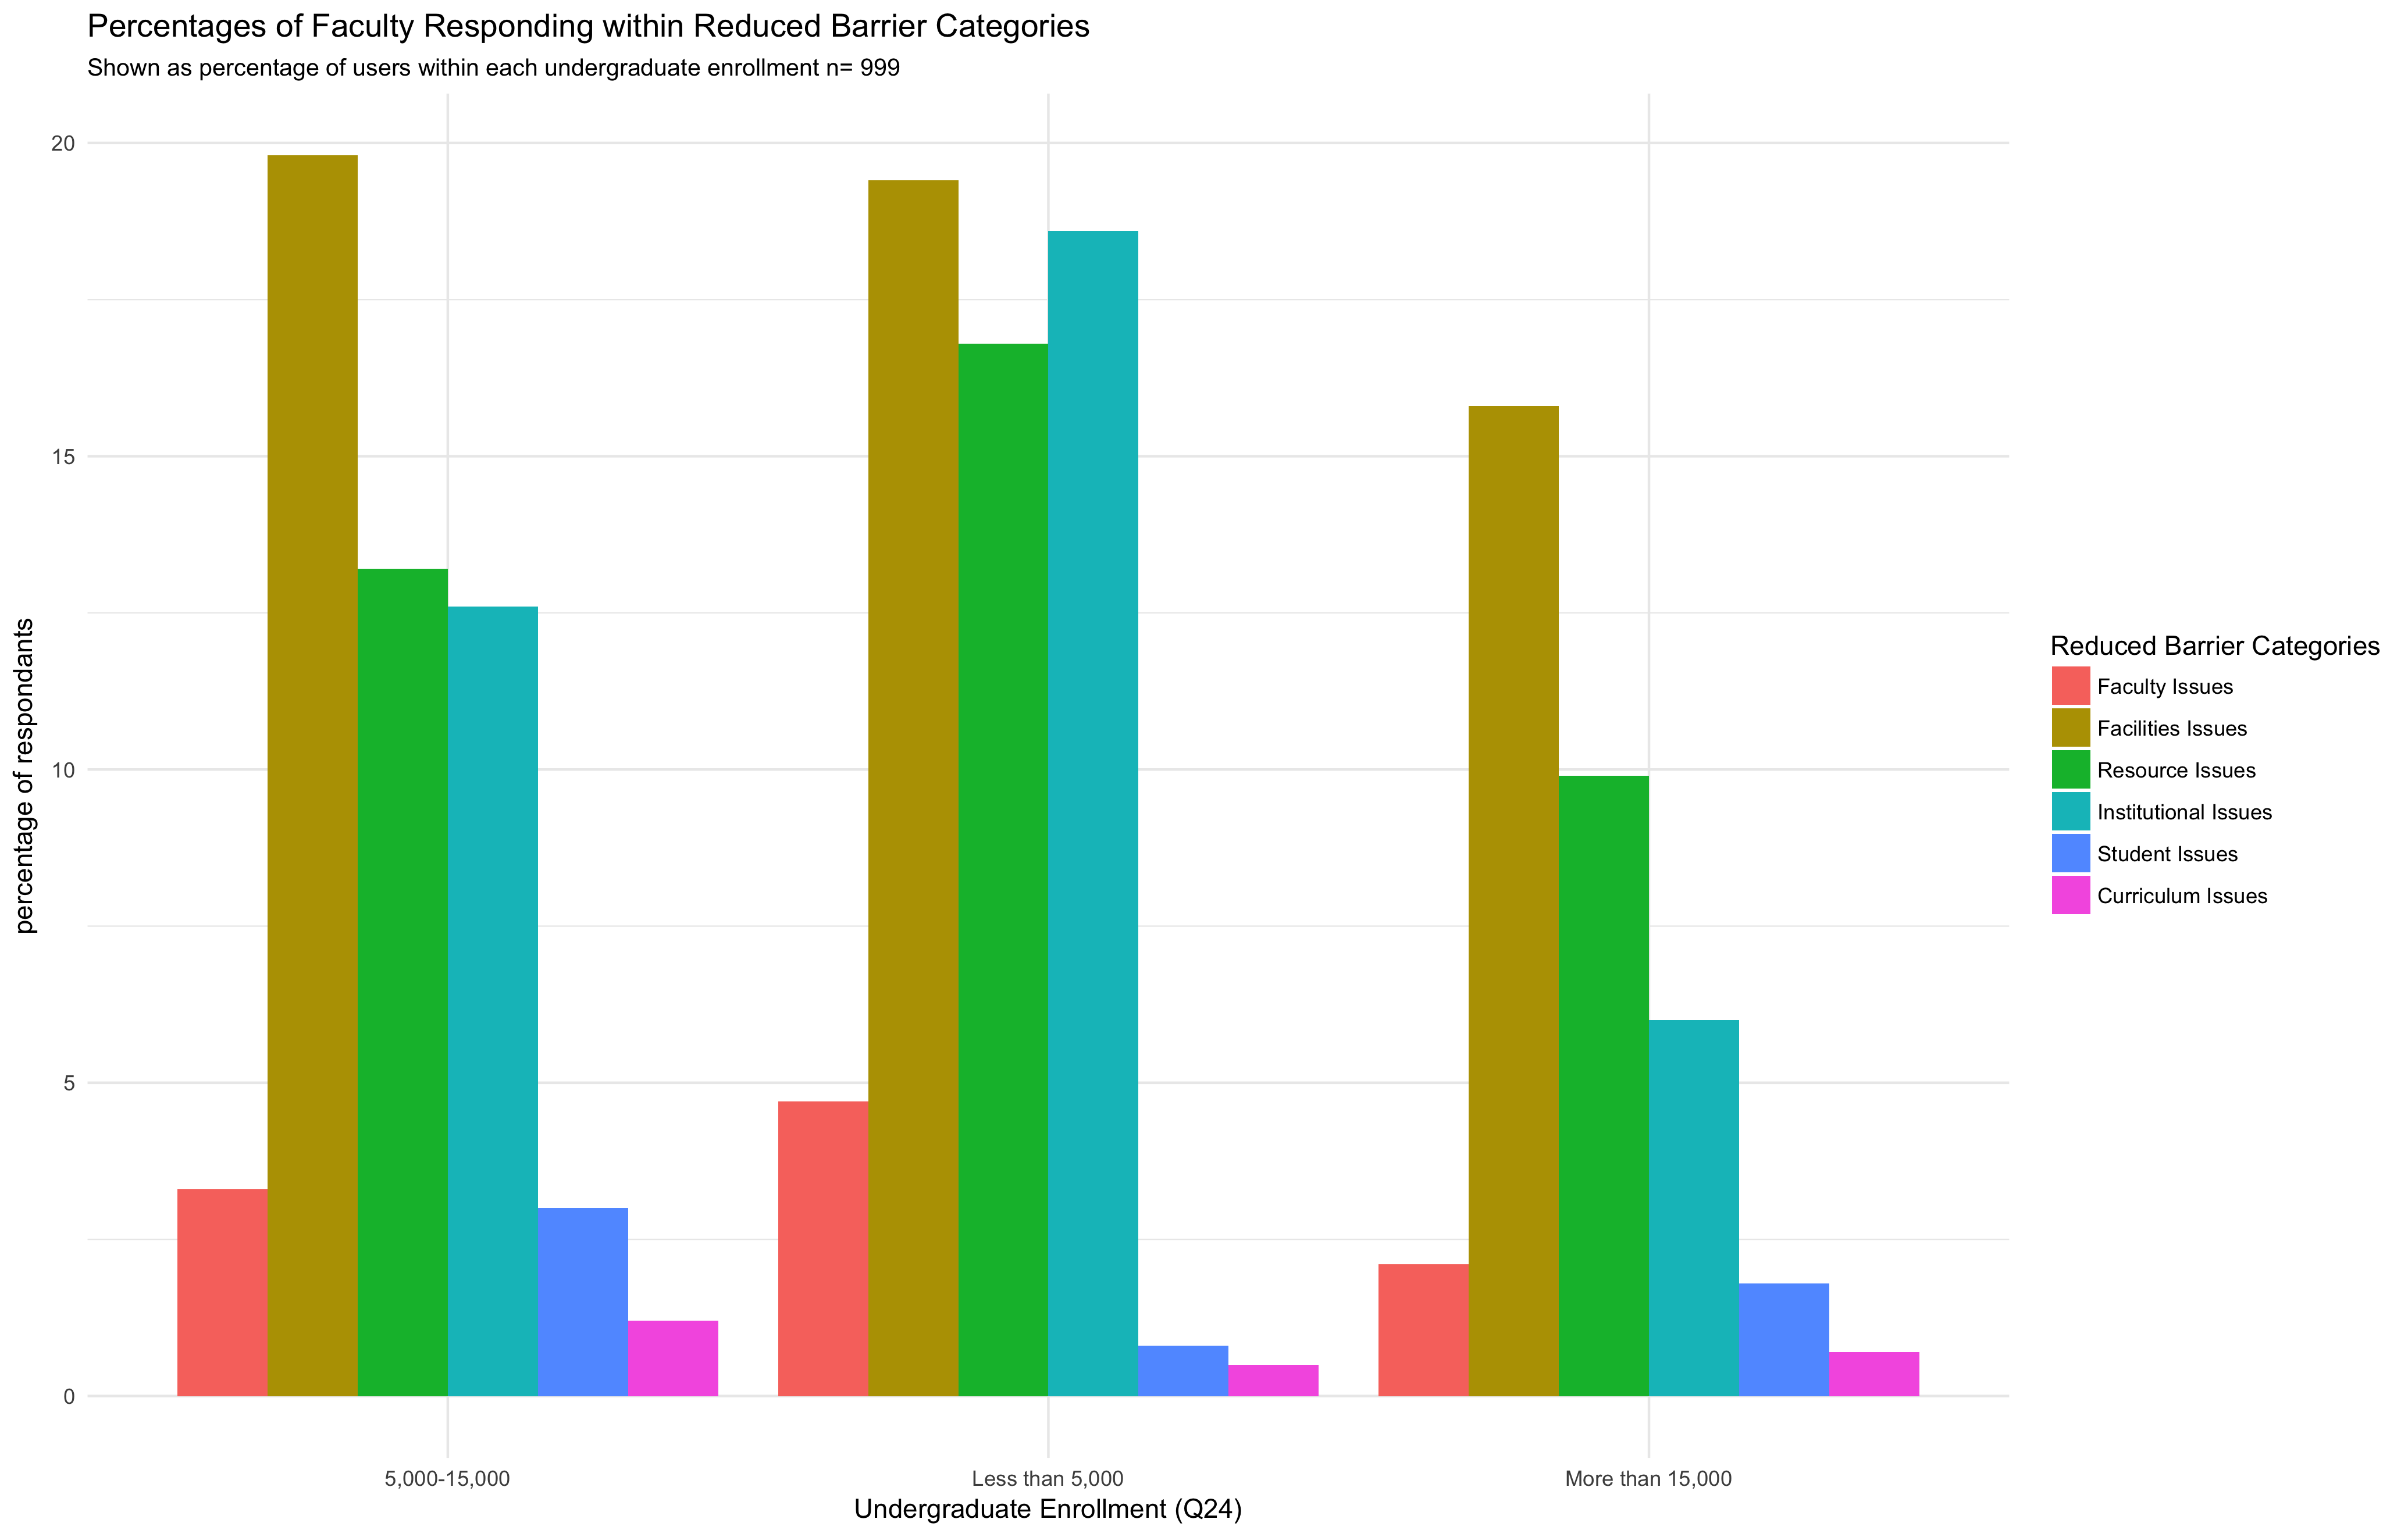 Percentages of Faculty Responding within Reduced Barrier Categories
Shown as percentage of users within each undergraduate enrollment n= 999
20
15
10
5
0
percentage of respondants
5,000-15,000
Less than 5,000
More than 15,000
Undergraduate Enrollment (Q24)
Reduced Barrier Categories
Faculty Issues
Facilities Issues
Resource Issues
Institutional Issues
Student Issues
Curriculum Issues